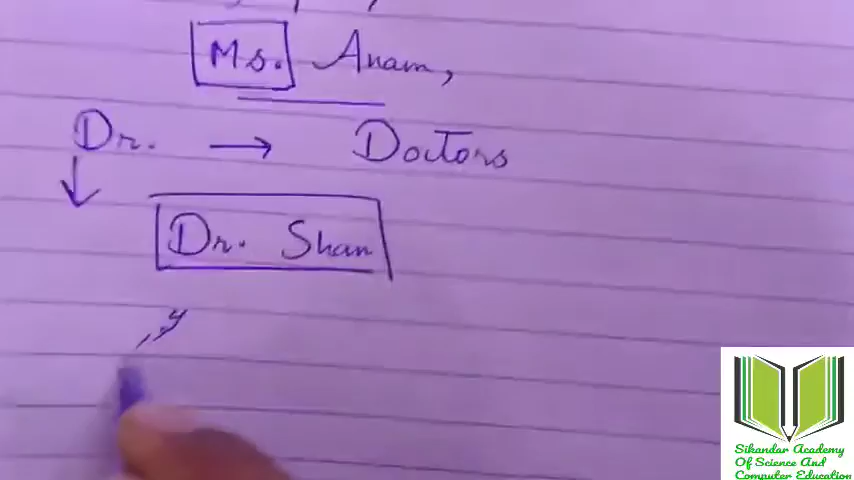 Ms. Anam,
Dr. → Doctors
Dr. Shan
Sikandar Academy
Of Science And
Computer Education